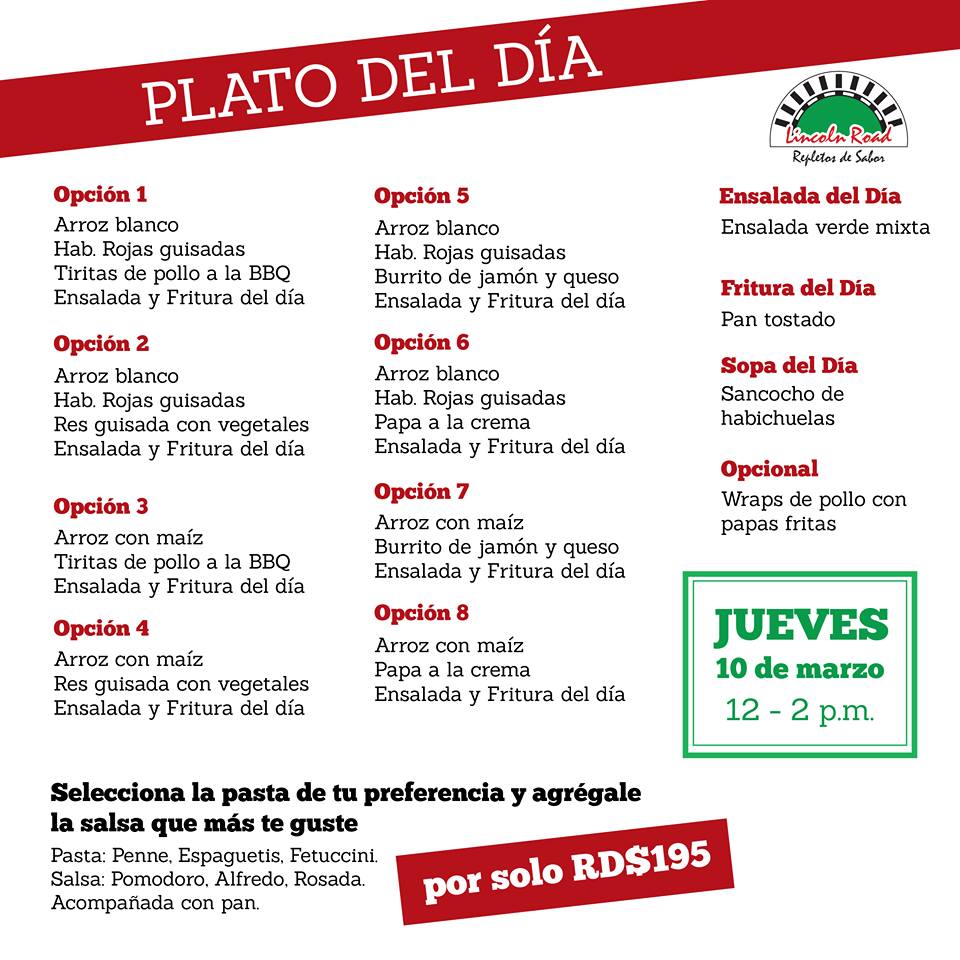 PLATO DEL DÍA
Lincoln Road
Repletos de Sabor
Opción 1
Arroz blanco
Hab. Rojas guisadas
Tiritas de pollo a la BBQ
Ensalada y Fritura del día
Opción 2
Arroz blanco
Hab. Rojas guisadas
Res guisada con vegetales
Ensalada y Fritura del día
Opción 3
Arroz con maíz
Tiritas de pollo a la BBQ
Ensalada y Fritura del día
Opción 4
Arroz con maíz
Res guisada con vegetales
Ensalada y Fritura del día
Opción 5
Arroz blanco
Hab. Rojas guisadas
Burrito de jamón y queso
Ensalada y Fritura del día
Opción 6
Arroz blanco
Hab. Rojas guisadas
Papa a la crema
Ensalada y Fritura del día
Opción 7
Arroz con maíz
Burrito de jamón y queso
Ensalada y Fritura del día
Opción 8
Arroz con maíz
Papa a la crema
Ensalada y Fritura del día
Ensalada del Día
Ensalada verde mixta
Fritura del Día
Pan tostado
Sopa del Día
Sancocho de
habichuelas
Opcional
Wraps de pollo con
papas fritas
JUEVES
10 de marzo
12 - 2 p.m.
Selecciona la pasta de tu preferencia y agrégale
la salsa que más te guste
Pasta: Penne, Espaguetis, Fetuccini.
Salsa: Pomodoro, Alfredo, Rosada.
Acompañada con pan.
por solo RD$195